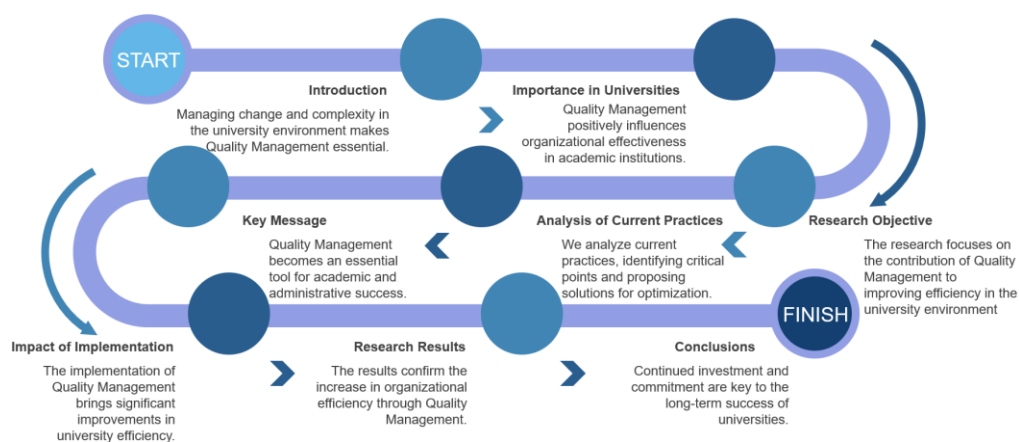 START
Introduction
Managing change and complexity in
the university environment makes
Quality Management essential.
Importance in Universities
Quality Management
positively influences
organizational effectiveness
in academic institutions.
Research Objective
The research focuses on
the contribution of Quality
Management to
improving efficiency in the
university environment
Analysis of Current Practices
We analyze current
practices, identifying critical
points and proposing
solutions for optimization.
Key Message
Quality Management
becomes an essential
tool for academic and
administrative success.
Impact of Implementation
The implementation of
Quality Management
brings significant
improvements in
university efficiency.
Research Results
The results confirm the
increase in organizational
efficiency through Quality
Management.
Conclusions
Continued investment and
commitment are key to the
long-term success of
universities.
FINISH